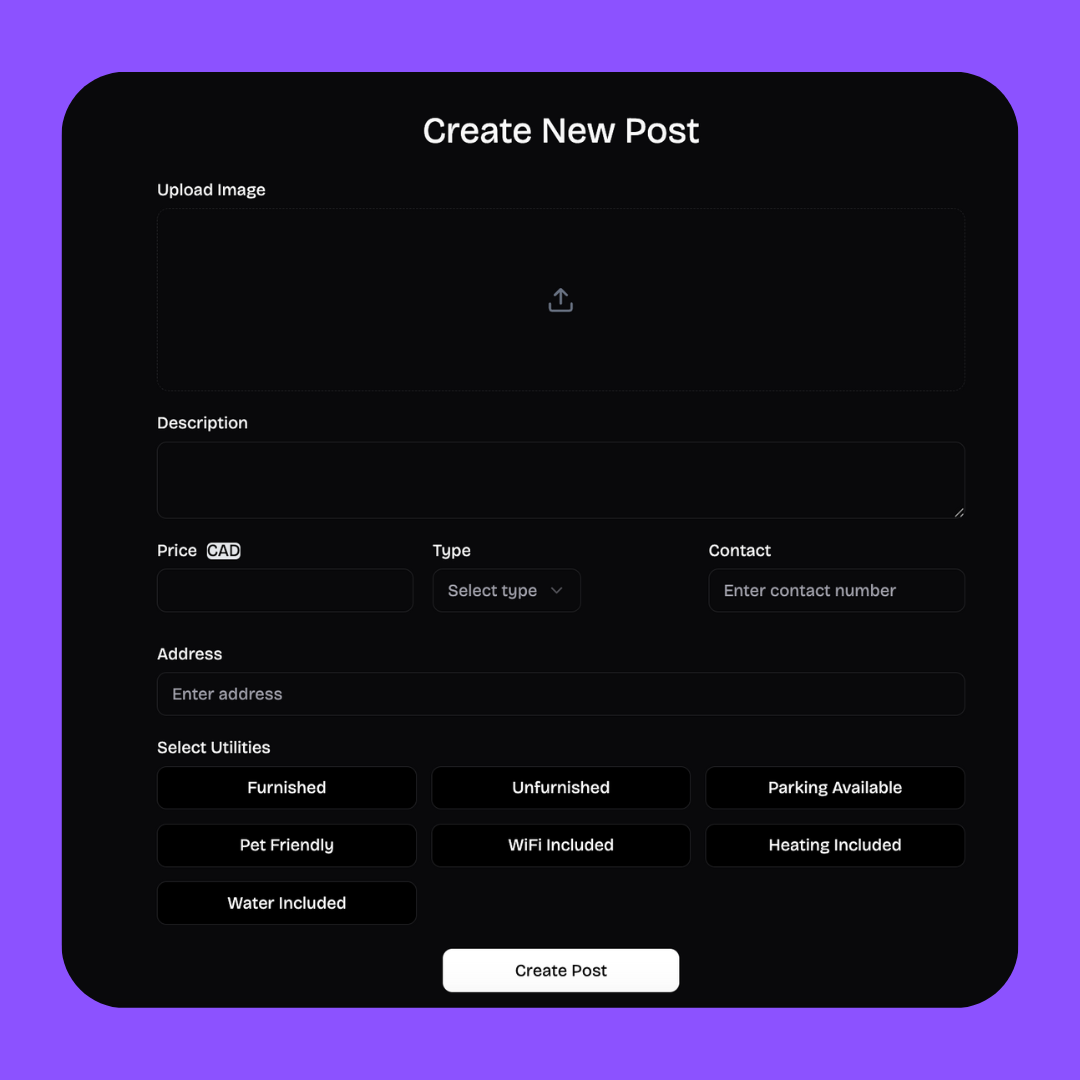 Create New Post
Upload Image
Description
Price CAD
Type
Contact
Select type
Enter contact number
Address
Enter address
Select Utilities
Furnished
Unfurnished
Parking Available
Pet Friendly
WiFi Included
Heating Included
Water Included
Create Post